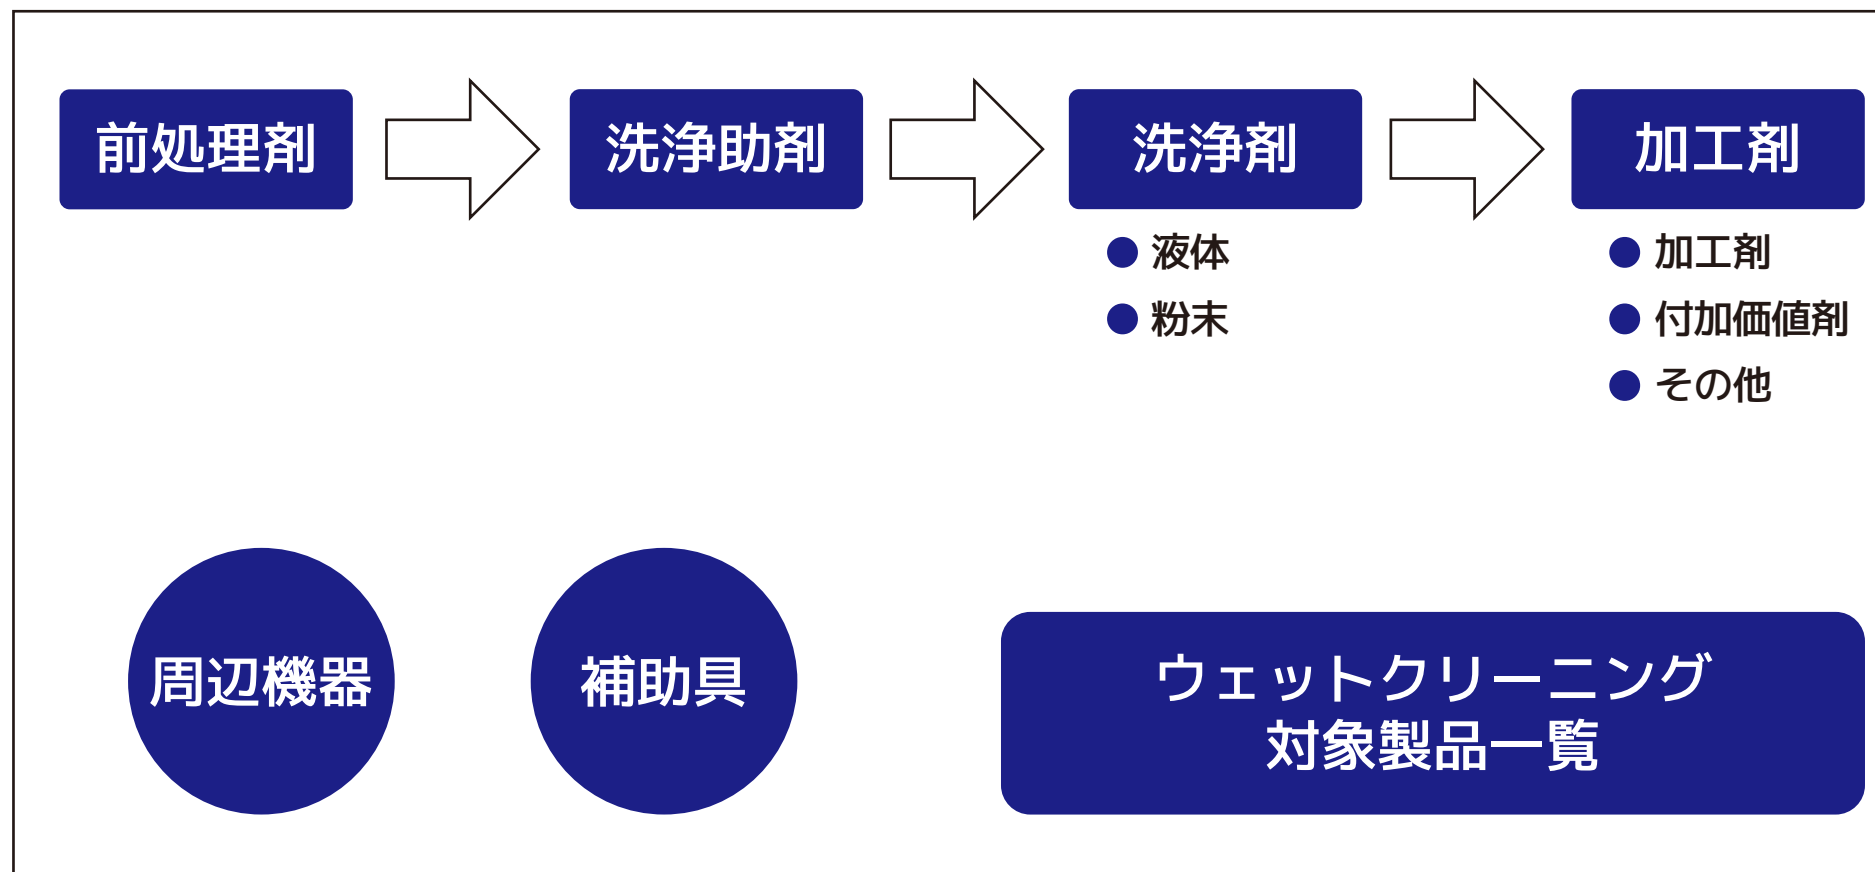 前処理剤
洗浄助剤
洗浄剤
加工剤
液体
粉末
加工剤
付加価値剤
その他
周辺機器
補助具
ウェットクリーニング
対象製品一覧